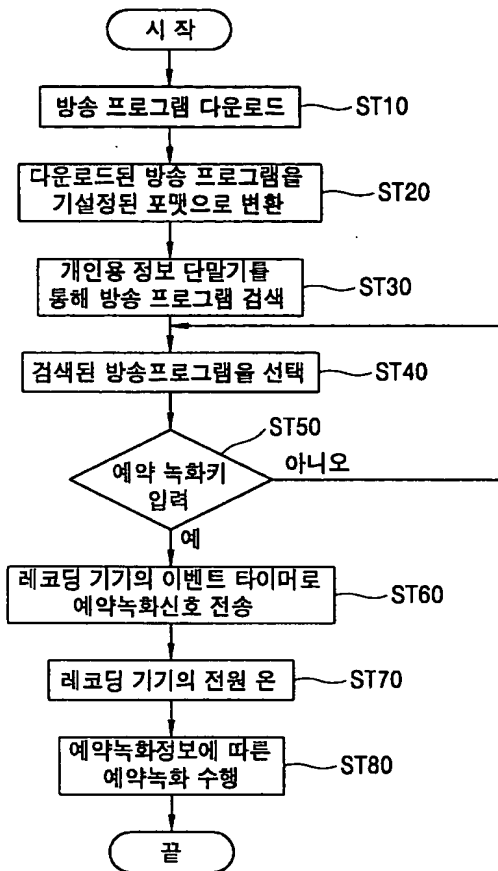 시 작
방송 프로그램 다운로드
ST10
다운로드된 방송 프로그램을
기설정된 포맷으로 변환
ST20
개인용 정보 단말기를
통해 방송 프로그램 검색
ST30
검색된 방송프로그램을 선택
ST40
ST50
예약 녹화키
입력
아니오
예
레코딩 기기의 이벤트 타이머로
예약녹화신호 전송
ST60
레코딩 기기의 전원 온
ST70
예약녹화정보에 따른
예약녹화 수행
ST80
끝